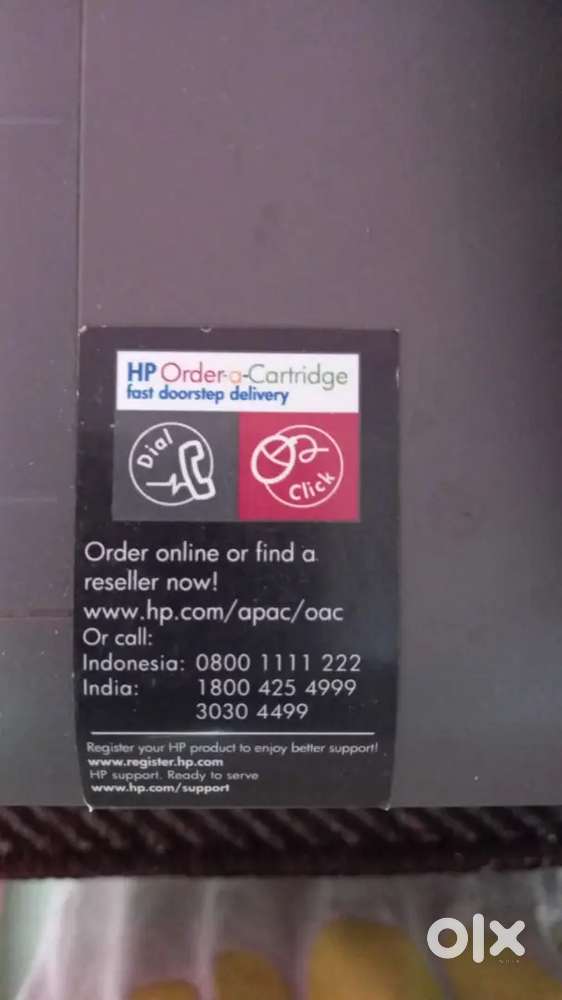 HP Order-a-Cartridge
fast doorstep delivery
Dial
Click
Order online or find a
reseller now!
www.hp.com/apac/oac
Or call:
Indonesia: 0800 1111 222
India: 1800 425 4999
3030 4499
Register your HP product to enjoy better support!
www.register.hp.com
HP support. Ready to serve
www.hp.com/support
olx